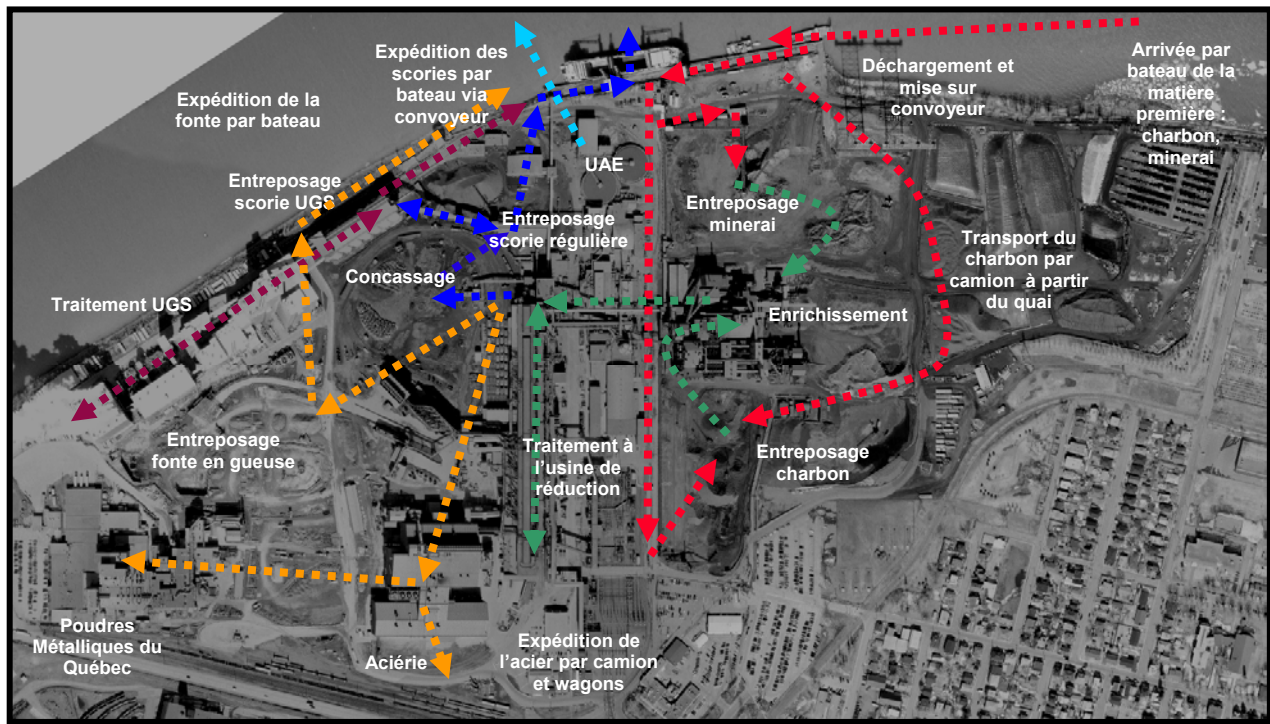 Expédition des
scories par
bateau via
convoyeur
Arrivée par
bateau de la
matière
première :
charbon,
minerai
Déchargement et
mise sur
convoyeur
Expédition de la
fonte par bateau
UAE
Entreposage
scorie UGS
Entreposage
minerai
Entreposage
scorie régulière
Transport du
charbon par
camion à partir
du quai
Concassage
Traitement UGS
Enrichissement
Entreposage
fonte en gueuse
Traitement à
l’usine de
réduction
Entreposage
charbon
Poudres
Métalliques du
Québec
Aciérie
Expédition de
l’acier par camion
et wagons